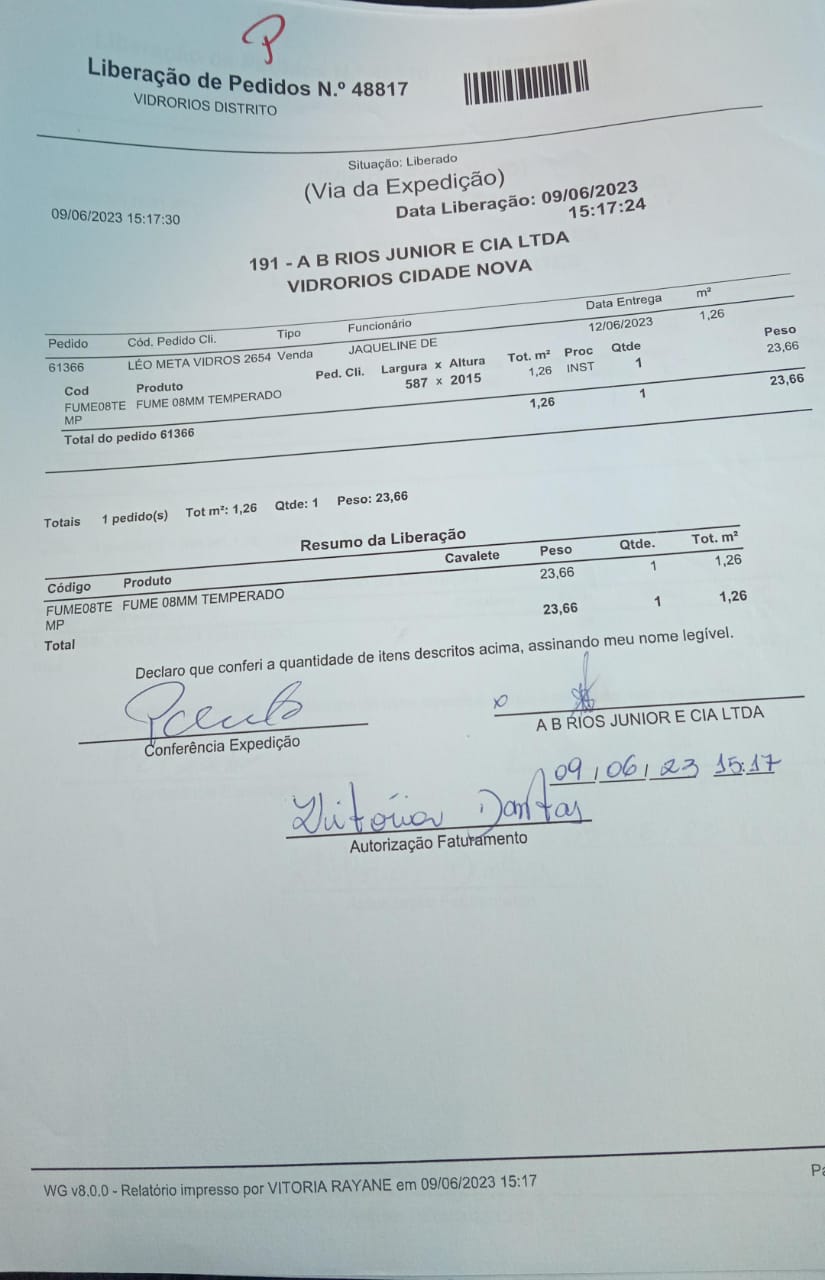 P
Liberação de Pedidos N.º 48817
VIDRORIOS DISTRITO
Situação: Liberado
(Via da Expedição)
09/06/2023 15:17:30
Data Liberação: 09/06/2023
15:17:24
191 - A B RIOS JUNIOR E CIA LTDA
VIDRORIOS CIDADE NOVA
Pedido Cód. Pedido Cli. Tipo Funcionário Data Entrega m²
61366 LÉO META VIDROS 2654 Venda JAQUELINE DE 12/06/2023 1,26
Cod Produto Ped. Cli. Largura x Altura Tot. m² Proc Qtde Peso
FUME08TE FUME 08MM TEMPERADO 587 x 2015 1,26 INST 1 23,66
MP
Total do pedido 61366 1,26 1 23,66
Totais 1 pedido(s) Tot m²: 1,26 Qtde: 1 Peso: 23,66
Resumo da Liberação
Código Produto Cavalete Peso Qtde. Tot. m²
FUME08TE FUME 08MM TEMPERADO 23,66 1 1,26
MP
Total 23,66 1 1,26
Declaro que conferi a quantidade de itens descritos acima, assinando meu nome legível.
x
Conferência Expedição
A B RIOS JUNIOR E CIA LTDA
09/06/23 15:17
Vitória Dantas
Autorização Faturamento
WG v8.0.0 - Relatório impresso por VITORIA RAYANE em 09/06/2023 15:17